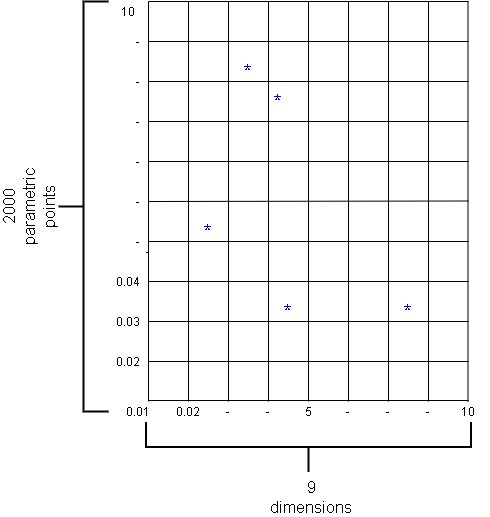 10
-
-
-
-
-
-
0.04
0.03
0.02
0.01 0.02 - - 5 - - - 10
2000
parametric
points
9
dimensions
* * * * *